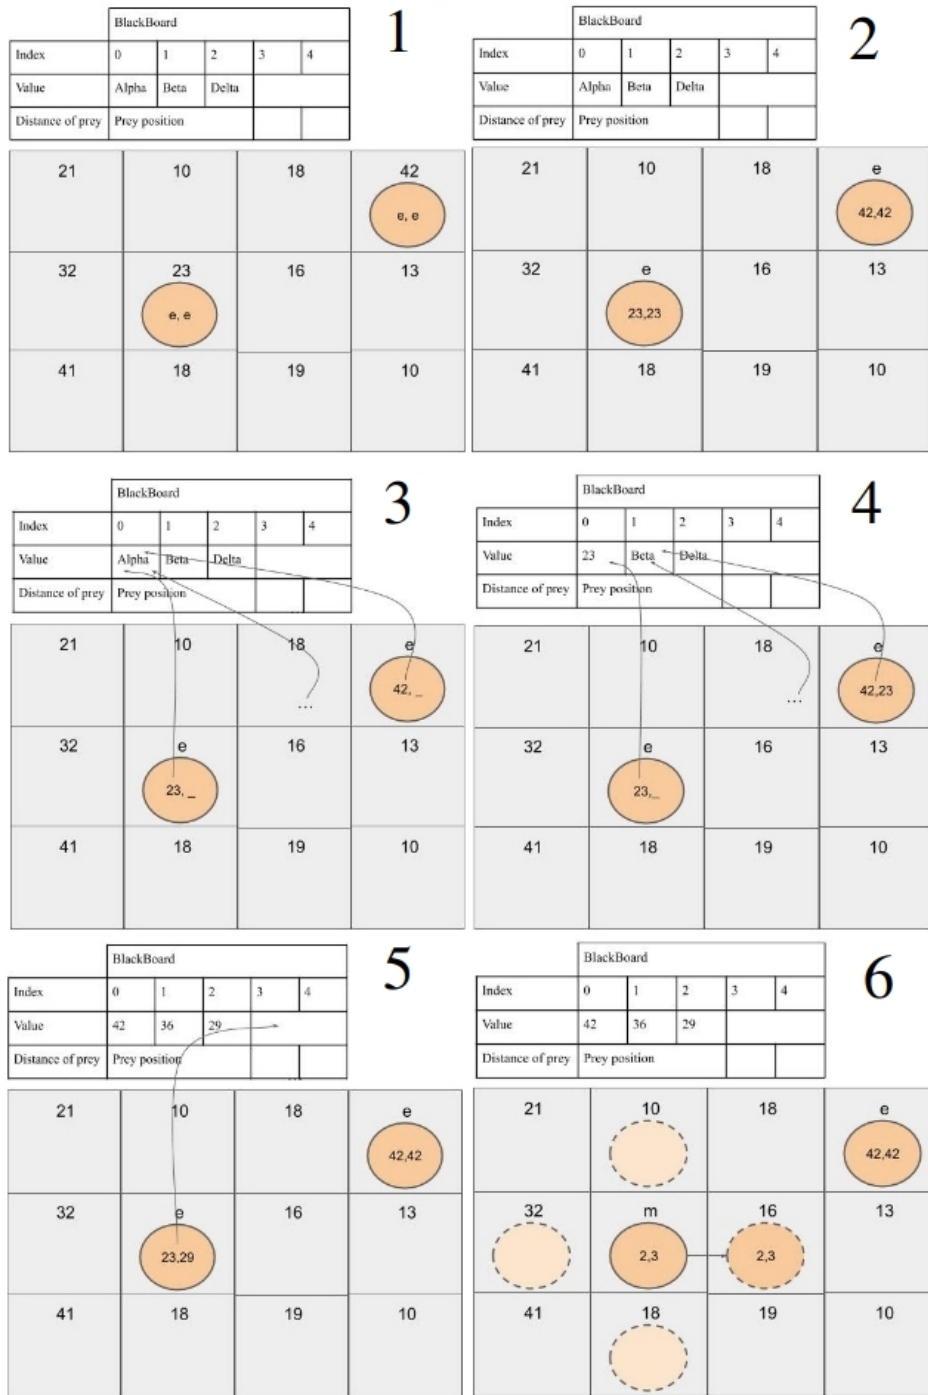 1
BlackBoard
Index 0 1 2 3 4
Value Alpha Beta Delta
Distance of prey Prey position
21 10 18 42
e, e
32 23 16 13
e, e
41 18 19 10
2
BlackBoard
Index 0 1 2 3 4
Value Alpha Beta Delta
Distance of prey Prey position
21 10 18 e
42,42
32 e 16 13
23,23
41 18 19 10
3
BlackBoard
Index 0 1 2 3 4
Value Alpha Beta Delta
Distance of prey Prey position
...
21 10 18 e
42, _
...
32 e 16 13
23, _
41 18 19 10
4
BlackBoard
Index 0 1 2 3 4
Value 23 Beta Delta
Distance of prey Prey position
21 10 18 e
42,23
...
32 e 16 13
23,_
41 18 19 10
5
BlackBoard
Index 0 1 2 3 4
Value 42 36 29
Distance of prey Prey position
...
21 10 18 e
42,42
32 e 16 13
23,29
41 18 19 10
6
BlackBoard
Index 0 1 2 3 4
Value 42 36 29
Distance of prey Prey position
21 10 18 e
42,42
32 m 16 13
2,3 2,3
41 18 19 10